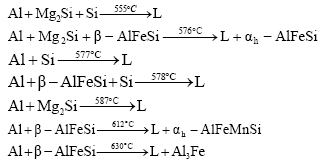 Al + Mg₂Si + Si —555°C→ L
Al + Mg₂Si + β − AlFeSi —576°C→ L + αₕ − AlFeSi
Al + Si —577°C→ L
Al+β−AlFeSi + Si —578°C→ L
Al + Mg₂Si —587°C→ L
Al + β − AlFeSi —612°C→ L + αₕ − AlFeMnSi
Al + β − AlFeSi —630°C→ L + Al₃Fe